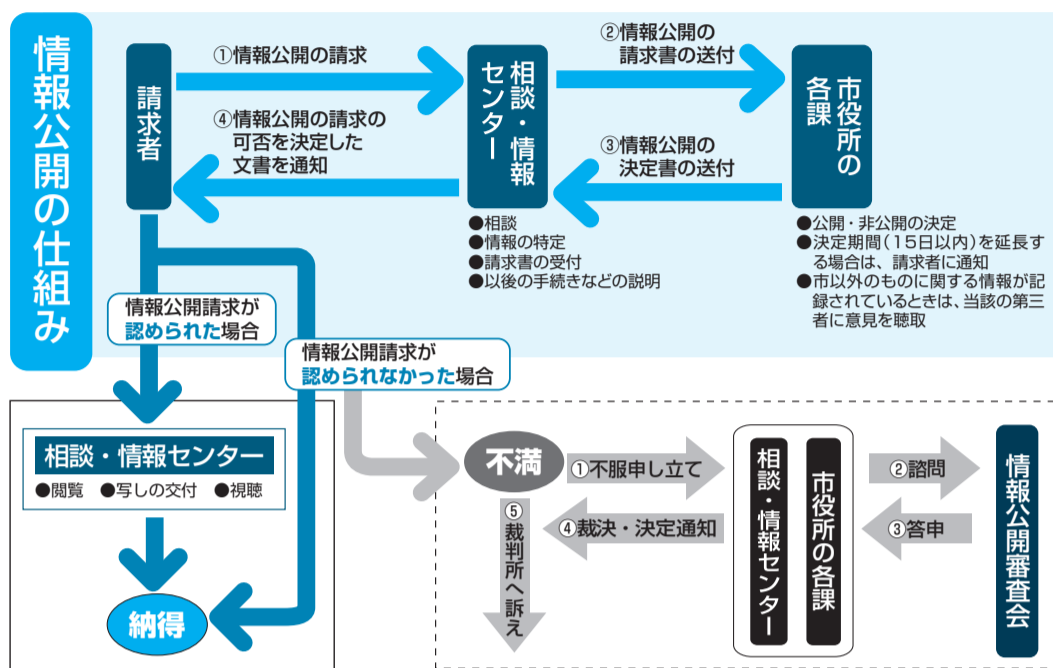 情報公開の仕組み
請求者
①情報公開の請求
④情報公開の請求の
可否を決定した
文書を通知
相談・情報
センター
●相談
●情報の特定
●請求書の受付
●以後の手続きなどの説明
②情報公開の
請求書の送付
③情報公開の
決定書の送付
市役所の
各課
●公開・非公開の決定
●決定期間(15日以内)を延長す
る場合は、請求者に通知
●市以外のものに関する情報が記
録されているときは、当該の第三
者に意見を聴取
情報公開請求が
認められた場合
情報公開請求が
認められなかった場合
相談・情報センター
●閲覧 ●写しの交付 ●視聴
納得
不満
①不服申し立て
④裁決・決定通知
⑤裁判所へ訴え
相談・情報センター
市役所の各課
②諮問
③答申
情報公開審査会